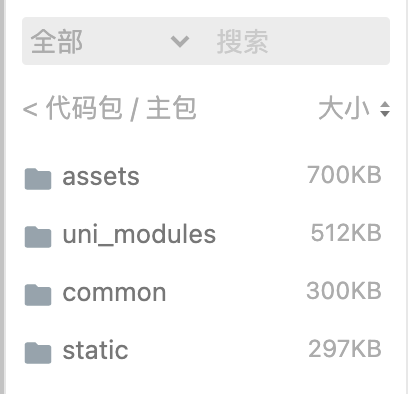 全部 搜索
< 代码包 / 主包 大小
assets 700KB
uni_modules 512KB
common 300KB
static 297KB